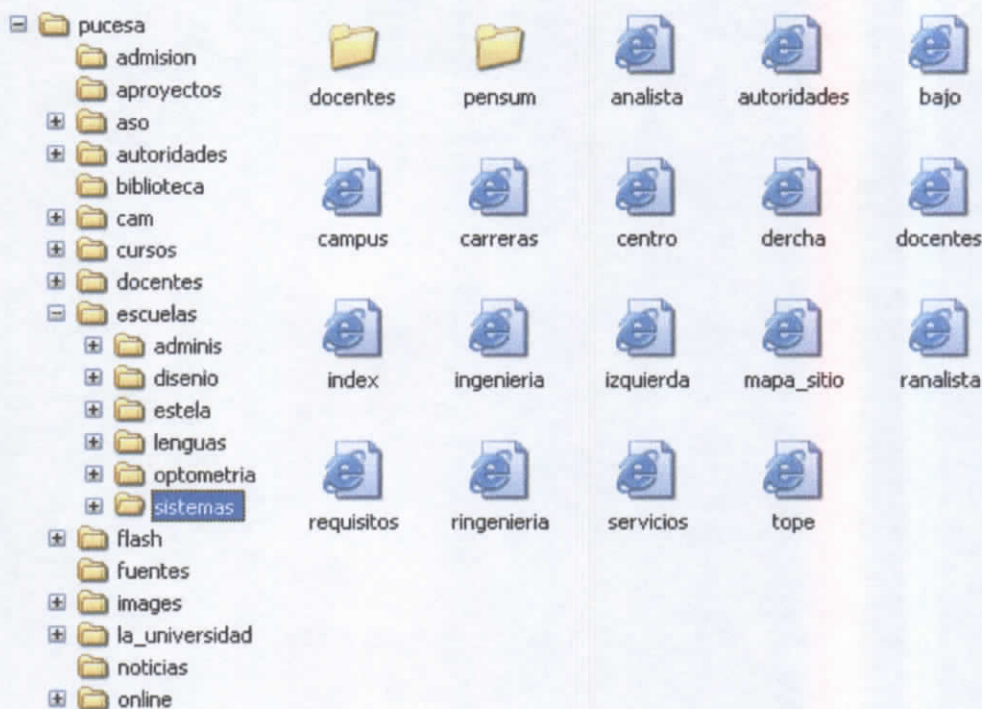 pucesa
admision
aproyectos
aso
autoridades
biblioteca
cam
cursos
docentes
escuelas
adminis
disenio
estela
lenguas
optometria
sistemas
flash
fuentes
images
la_universidad
noticias
online
docentes pensum analista autoridades bajo
campus carreras centro dercha docentes
index ingenieria izquierda mapa_sitio ranalista
requisitos ringenieria servicios tope